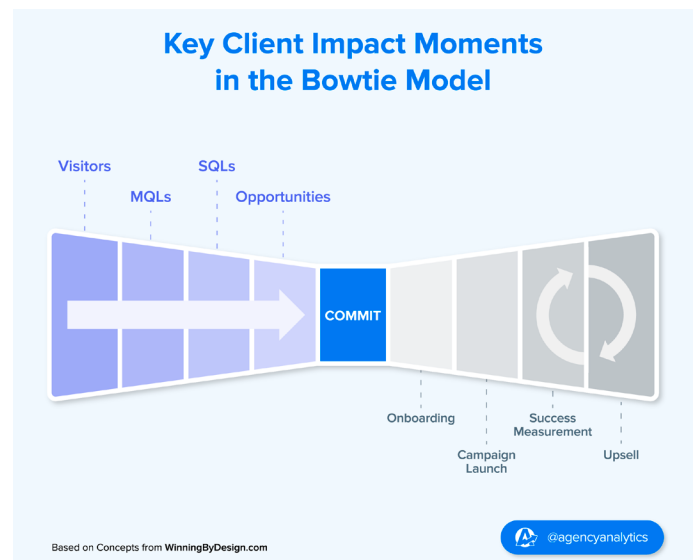 Key Client Impact Moments
in the Bowtie Model
Visitors
SQLs
MQLs
Opportunities
COMMIT
Onboarding
Success
Measurement
Campaign
Launch
Upsell
Based on Concepts from WinningByDesign.com
@agencyanalytics